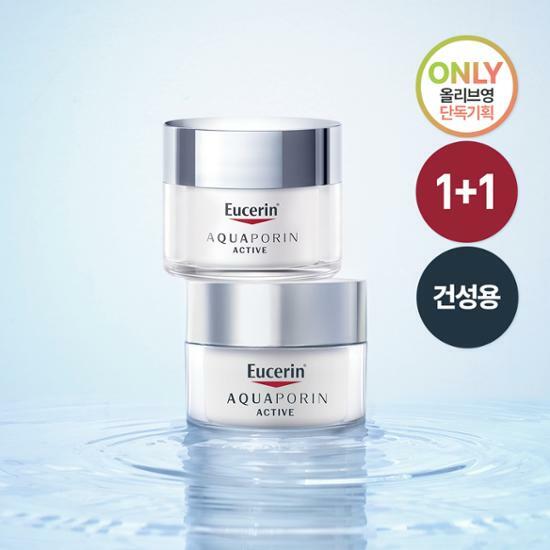 ONLY
올리브영
단독기획
1+1
건성용
Eucerin®
AQUAPORIN
ACTIVE
Eucerin®
AQUAPORIN
ACTIVE